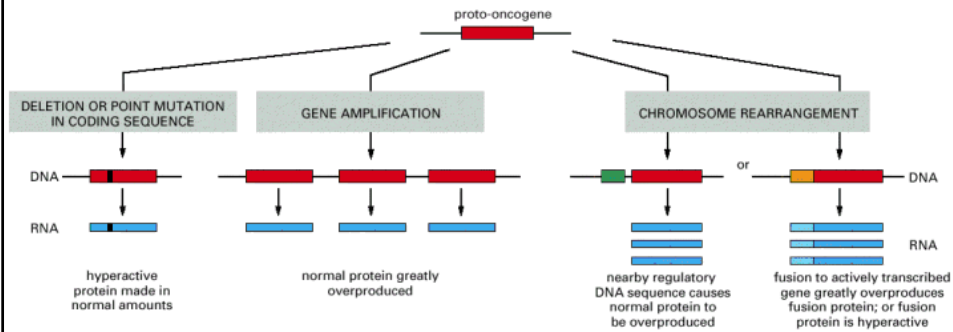 proto-oncogene
DELETION OR POINT MUTATION
IN CODING SEQUENCE
GENE AMPLIFICATION
CHROMOSOME REARRANGEMENT
DNA
or
DNA
RNA
RNA
hyperactive
protein made in
normal amounts
normal protein greatly
overproduced
nearby regulatory
DNA sequence causes
normal protein to
be overproduced
fusion to actively transcribed
gene greatly overproduces
fusion protein; or fusion
protein is hyperactive